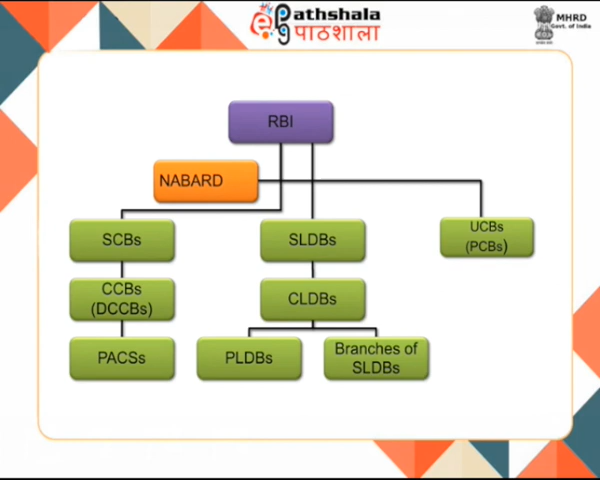 ePathshala
पाठशाला
MHRD
Govt. of India
RBI
NABARD
SCBs
SLDBs
UCBs
(PCBs)
CCBs
(DCCBs)
CLDBs
PACSs
PLDBs
Branches of
SLDBs